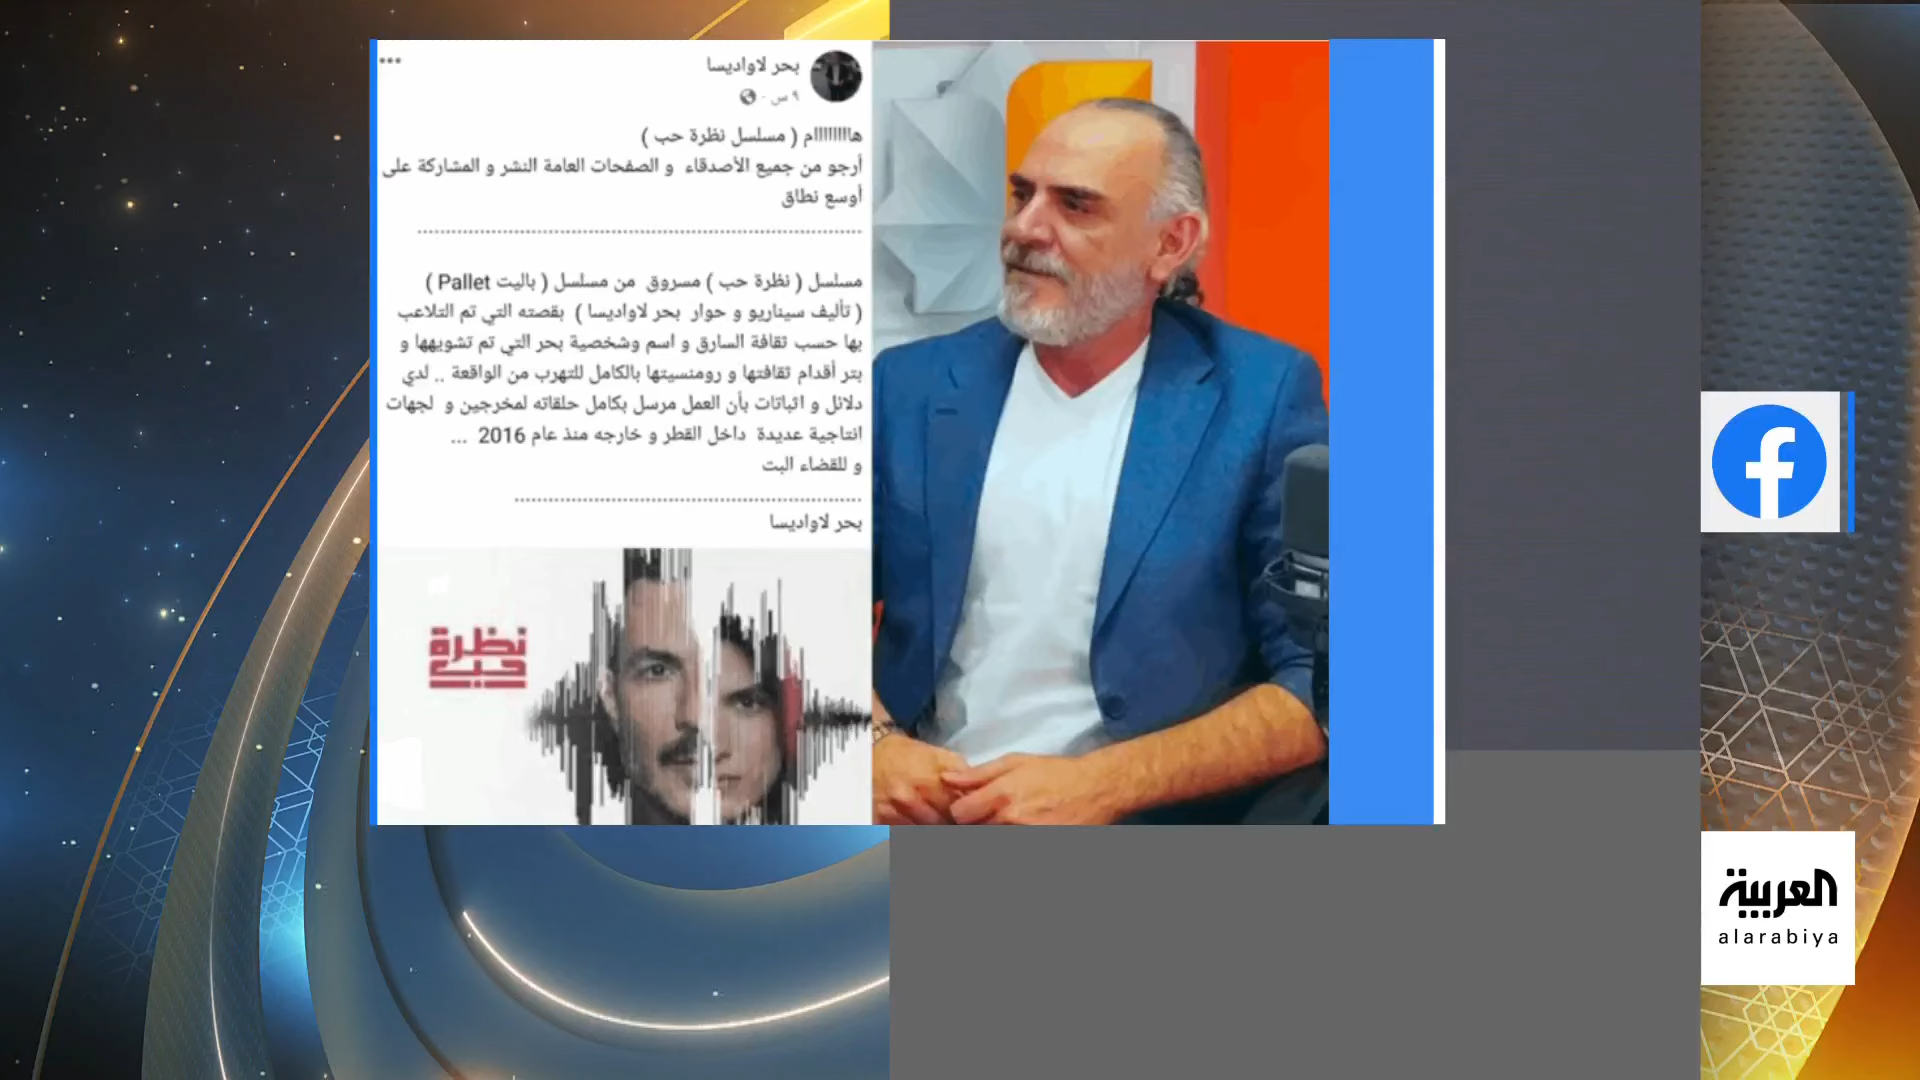 بحر لاواديسا
٩ س
هااااااااام ( مسلسل نظرة حب )
أرجو من جميع الأصدقاء و الصفحات العامة النشر و المشاركة على
أوسع نطاق
مسلسل ( نظرة حب ) مسروق من مسلسل ( باليت Pallet )
( تأليف سيناريو و حوار بحر لاواديسا ) بقصته التي تم التلاعب
بها حسب ثقافة السارق و اسم وشخصية بحر التي تم تشويهها و
بتر أقدام ثقافتها و رومنسيتها بالكامل للتهرب من الواقعة .. لدي
دلائل و اثباتات بأن العمل مرسل بكامل حلقاته لمخرجين و لجهات
انتاجية عديدة داخل القطر و خارجه منذ عام 2016 ...
و للقضاء البت
بحر لاواديسا
نظرة
حب
العربية
alarabiya